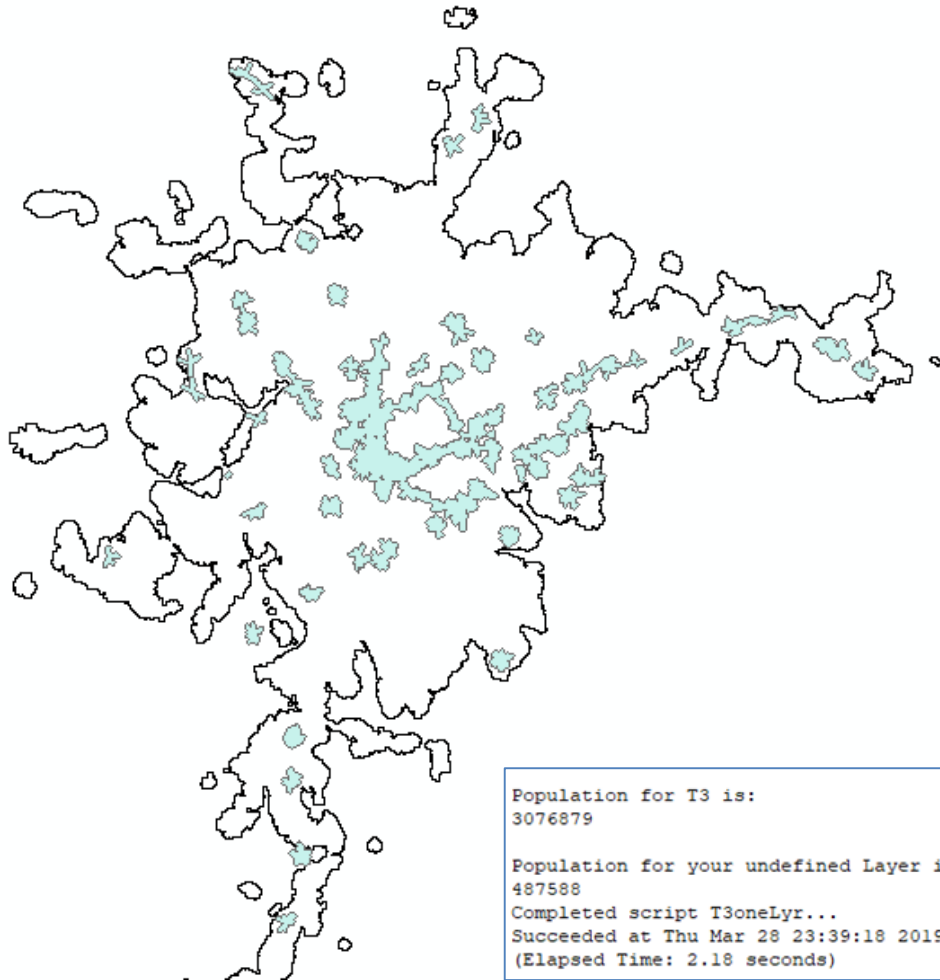 Population for T3 is:
3076879
Population for your undefined Layer i
487588
Completed script T3oneLyr...
Succeeded at Thu Mar 28 23:39:18 2019
(Elapsed Time: 2.18 seconds)